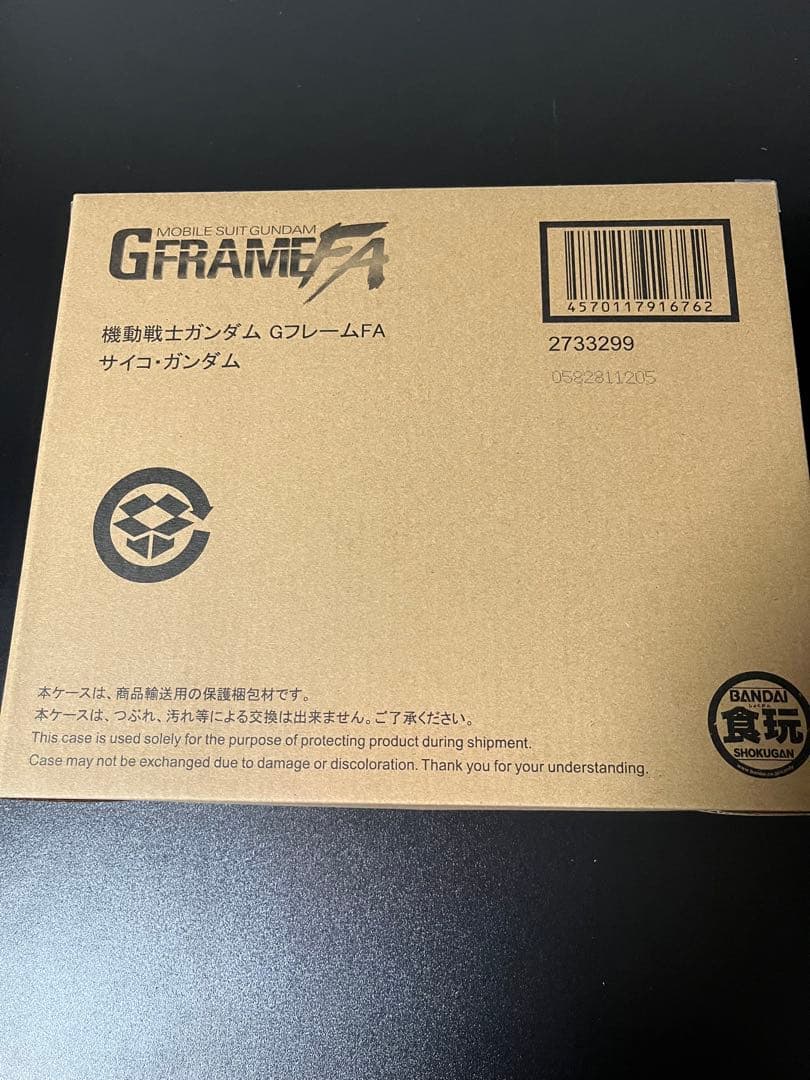 MOBILE SUIT GUNDAM
GFRAMEFA
機動戦士ガンダム GフレームFA
サイコ・ガンダム
4570117916762
2733299
0582811205
本ケースは、商品輸送用の保護梱包材です。
本ケースは、つぶれ、汚れ等による交換は出来ません。ご了承ください。
This case is used solely for the purpose of protecting product during shipment.
Case may not be exchanged due to damage or discoloration. Thank you for your understanding.
BANDAI
しょくがん
食玩
SHOKUGAN